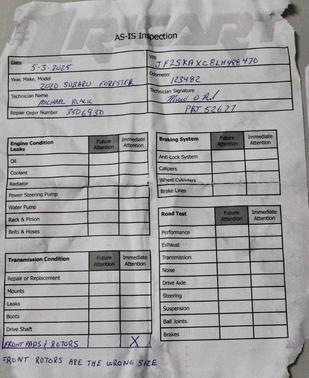 AS-IS Inspection
Date 5-3-2025
Year, Make, Model 2020 SUBARU FORESTER
Technician Name MICHAEL BLACK
Repair Order Number
Odometer 123482
Technician Signature
PRT 52677
Engine Condition Future Attention Immediate Attention
Leaks
Oil
Coolant
Radiator
Power Steering Pump
Water Pump
Rack & Pinion
Belts & Hoses
Transmission Condition Future Attention Immediate Attention
Repair or Replacement
Mounts
Leaks
Boots
Drive Shaft
FRONT PADS & ROTORS X
FRONT ROTORS ARE THE WRONG SIZE
Braking System Future Attention Immediate Attention
Anti-Lock System
Calipers
Wheel Cylinders
Brake Lines
Road Test Future Attention Immediate Attention
Performance
Exhaust
Transmission
Noise
Drive Axle
Steering
Suspension
Ball Joints
Brakes